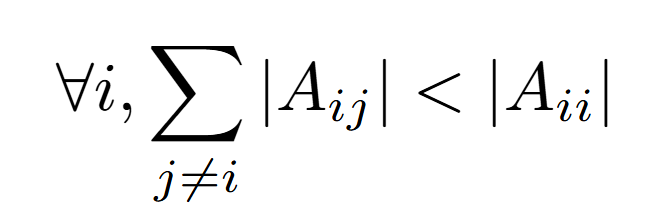 ∀i, ∑_{j≠i} |A_{ij}| < |A_{ii}|